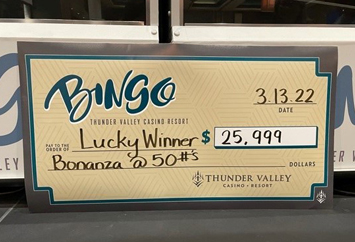 BINGO
THUNDER VALLEY CASINO RESORT
3.13.22
DATE
PAY TO THE ORDER OF Lucky Winner $ 25,999
Bonanza @ 50#'s DOLLARS
THUNDER VALLEY
CASINO • RESORT